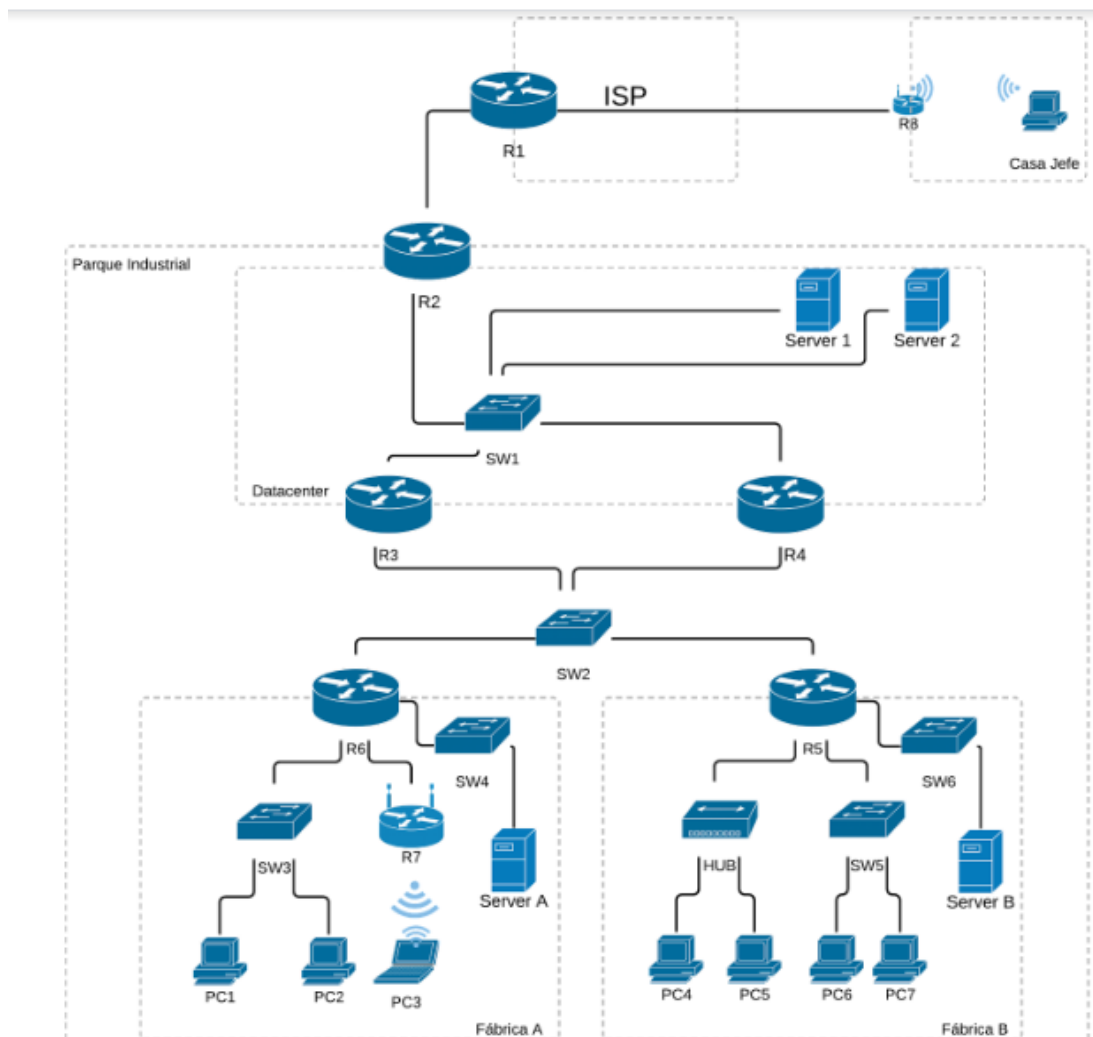 ISP
R8
R1
Casa Jefe
Parque Industrial
R2
Server 1
Server 2
SW1
Datacenter
R3
R4
SW2
R6
R5
SW4
SW6
SW3
R7
Server A
HUB
SW5
Server B
PC1
PC2
PC3
PC4
PC5
PC6
PC7
Fábrica A
Fábrica B